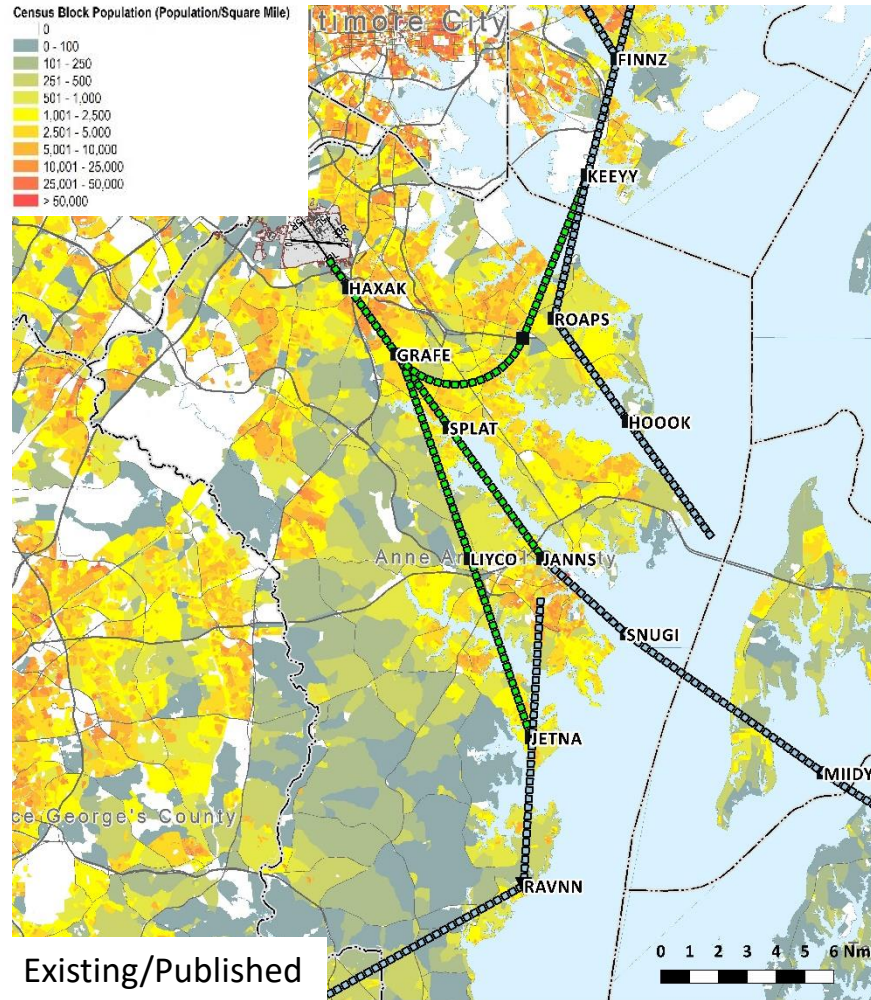 Census Block Population (Population/Square Mile)
0
0 - 100
101 - 250
251 - 500
501 - 1,000
1,001 - 2,500
2,501 - 5,000
5,001 - 10,000
10,001 - 25,000
25,001 - 50,000
> 50,000
ltimore City
FINNZ
KEEYY
HAXAK
ROAPS
GRAFE
SPLAT
HOOOK
Anne A
ty
LIYCO
JANNS
SNUGI
JETNA
MIIDY
ce George's County
RAVNN
Existing/Published
0 1 2 3 4 5 6 Nm